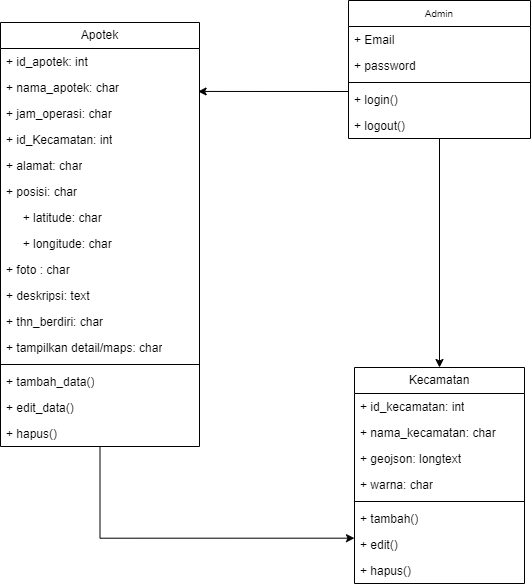 Apotek
+ id_apotek: int
+ nama_apotek: char
+ jam_operasi: char
+ id_Kecamatan: int
+ alamat: char
+ posisi: char
+ latitude: char
+ longitude: char
+ foto : char
+ deskripsi: text
+ thn_berdiri: char
+ tampilkan detail/maps: char
+ tambah_data()
+ edit_data()
+ hapus()
Admin
+ Email
+ password
+ login()
+ logout()
Kecamatan
+ id_kecamatan: int
+ nama_kecamatan: char
+ geojson: longtext
+ warna: char
+ tambah()
+ edit()
+ hapus()